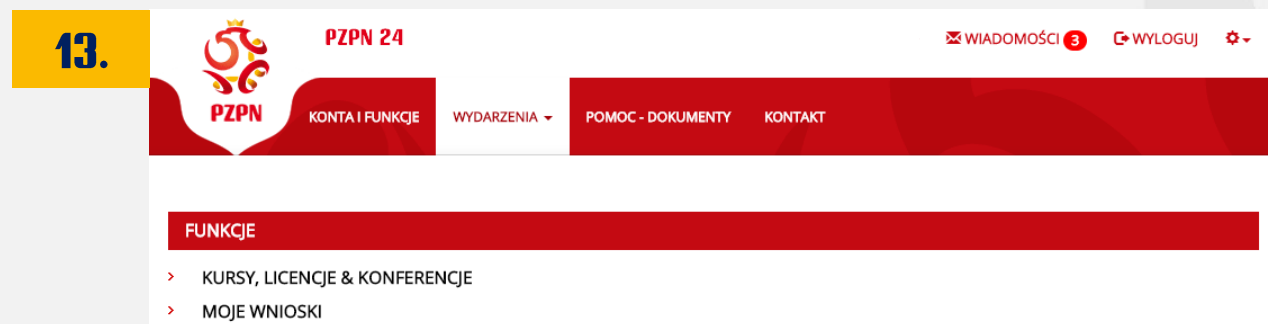 13.
PZPN 24
WIADOMOŚCI 3 WYLOGUJ
PZPN
KONTA I FUNKCJE WYDARZENIA POMOC - DOKUMENTY KONTAKT
FUNKCJE
KURSY, LICENCJE & KONFERENCJE
MOJE WNIOSKI